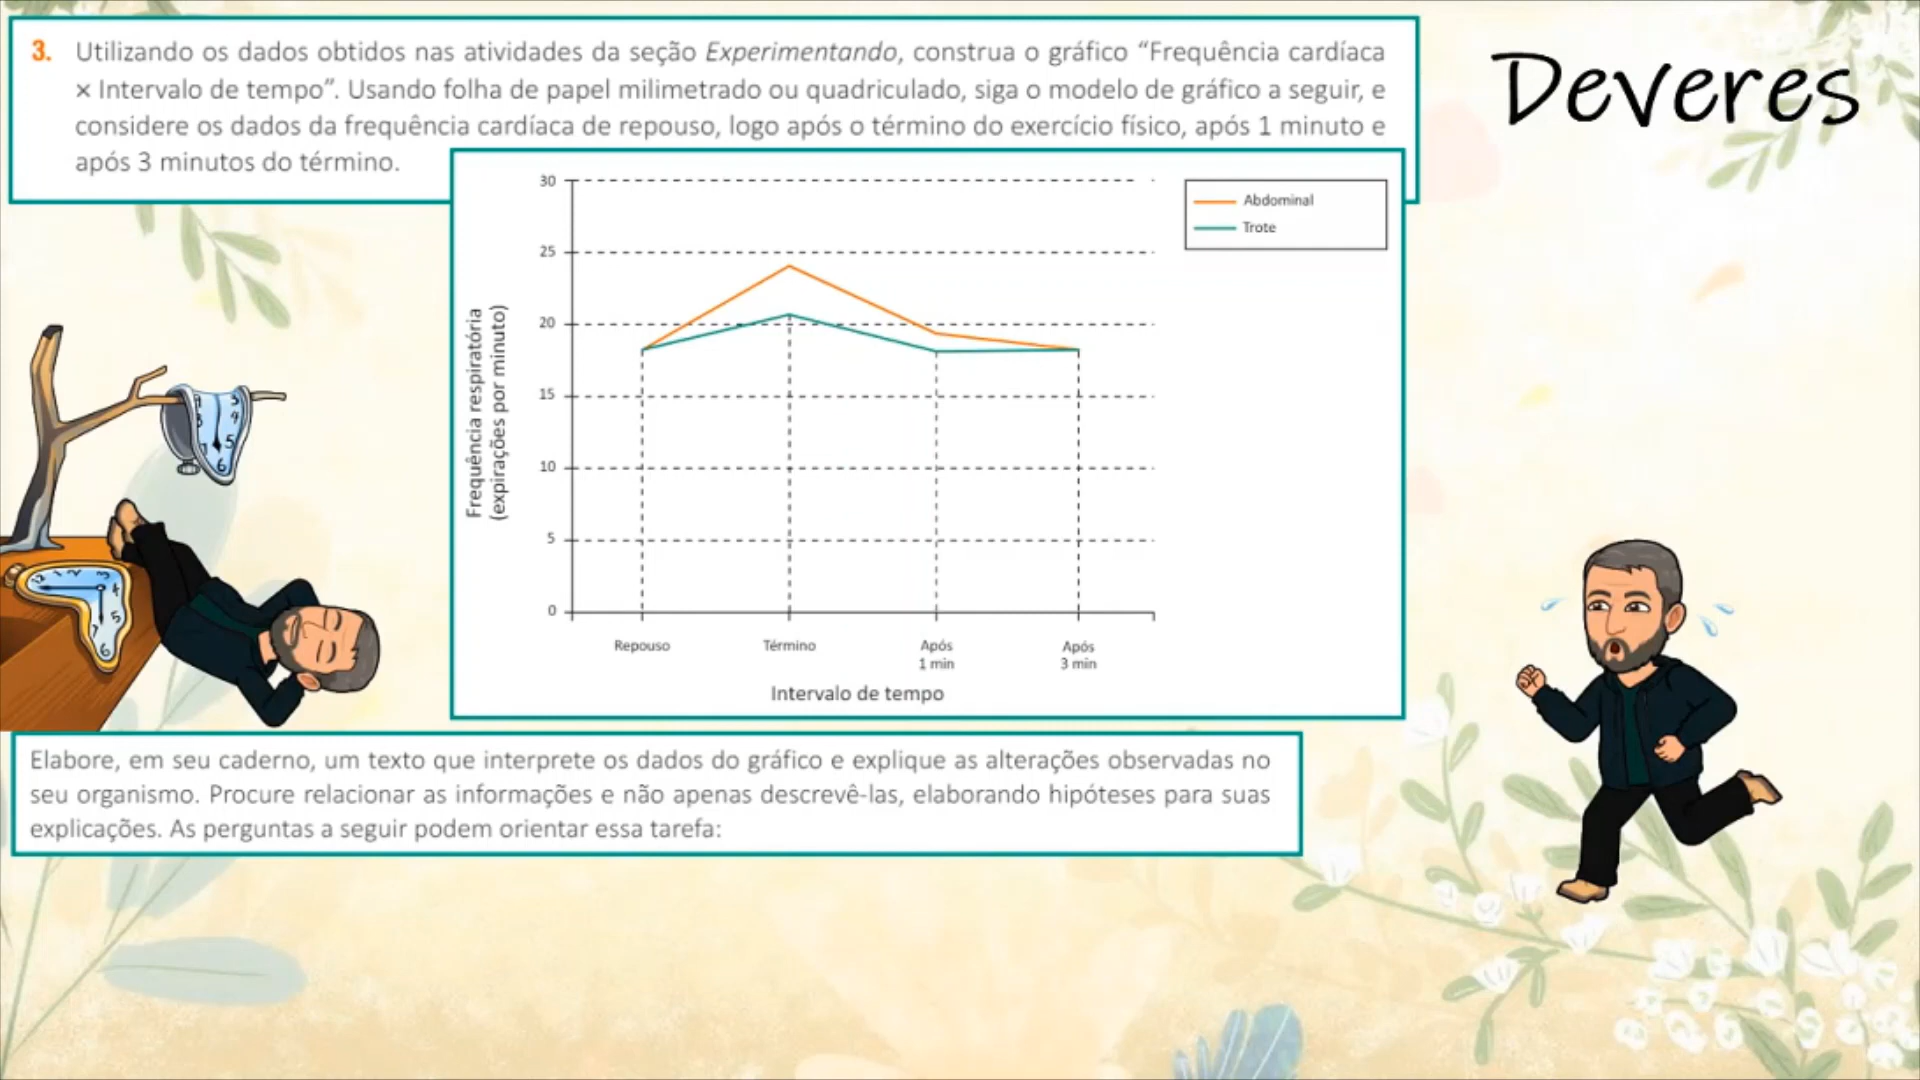 3. Utilizando os dados obtidos nas atividades da seção Experimentando, construa o gráfico “Frequência cardíaca
× Intervalo de tempo”. Usando folha de papel milimetrado ou quadriculado, siga o modelo de gráfico a seguir, e
considere os dados da frequência cardíaca de repouso, logo após o término do exercício físico, após 1 minuto e
após 3 minutos do término.
Deveres
Frequência respiratória
(expirações por minuto)
30
25
20
15
10
5
0
Abdominal
Trote
Repouso
Término
Após
1 min
Após
3 min
Intervalo de tempo
Elabore, em seu caderno, um texto que interprete os dados do gráfico e explique as alterações observadas no
seu organismo. Procure relacionar as informações e não apenas descrevê-las, elaborando hipóteses para suas
explicações. As perguntas a seguir podem orientar essa tarefa: